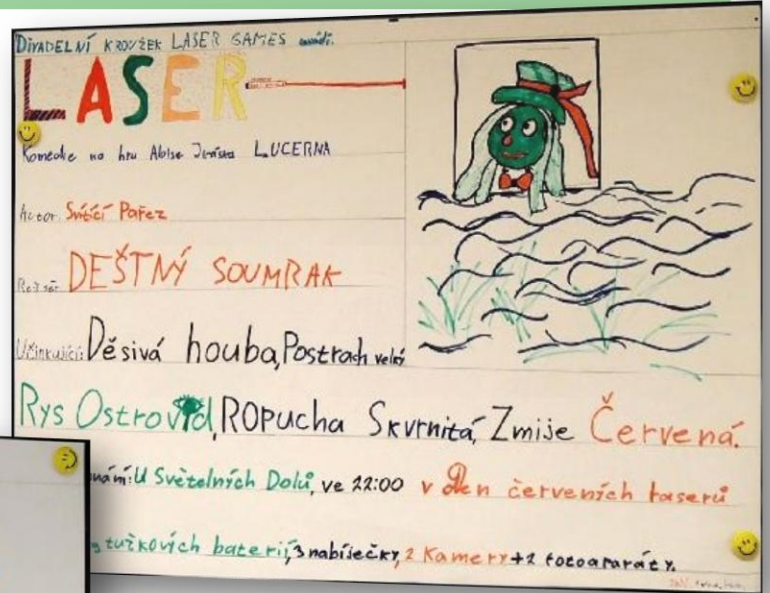 DIVADELNÍ KROUŽEK LASER GAMES uvádí:
LASER
Komedie na hru Aloise Jiráska LUCERNA
Autor: Svítící Pařez
Režisér: DEŠTNÝ SOUMRAK
Účinkující: Děsivá houba, Postrach velký
Rys Ostrovid, ROpucha Skvrnitá, Zmije Červená.
U Světelných Dolů, ve 22:00 v Den červených laserů
tužkových baterií, 3 nabíječky, 2 Kamery + 2 fotoaparáty.